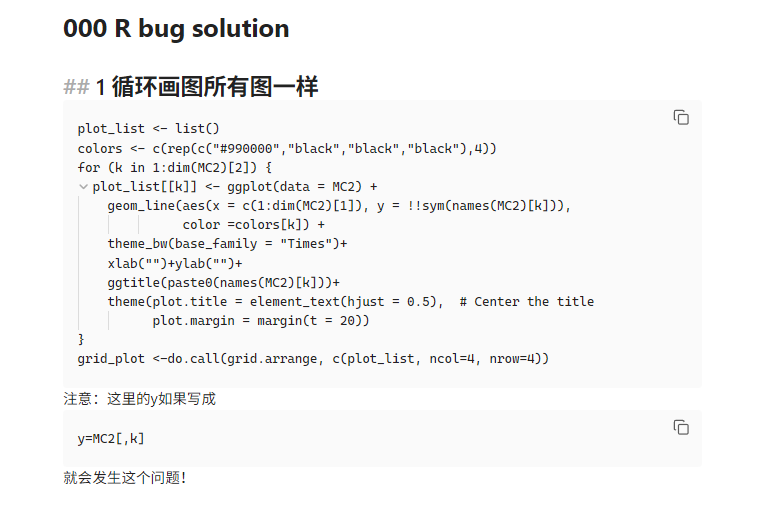 000 R bug solution
## 1 循环画图所有图一样
plot_list <- list()
colors <- c(rep(c("#990000","black","black","black"),4))
for (k in 1:dim(MC2)[2]) {
plot_list[[k]] <- ggplot(data = MC2) +
geom_line(aes(x = c(1:dim(MC2)[1]), y = !!sym(names(MC2)[k])),
color =colors[k]) +
theme_bw(base_family = "Times")+
xlab("")+ylab("")+
ggtitle(paste0(names(MC2)[k]))+
theme(plot.title = element_text(hjust = 0.5),  # Center the title
plot.margin = margin(t = 20))
}
grid_plot <-do.call(grid.arrange, c(plot_list, ncol=4, nrow=4))
注意：这里的y如果写成
y=MC2[,k]
就会发生这个问题！